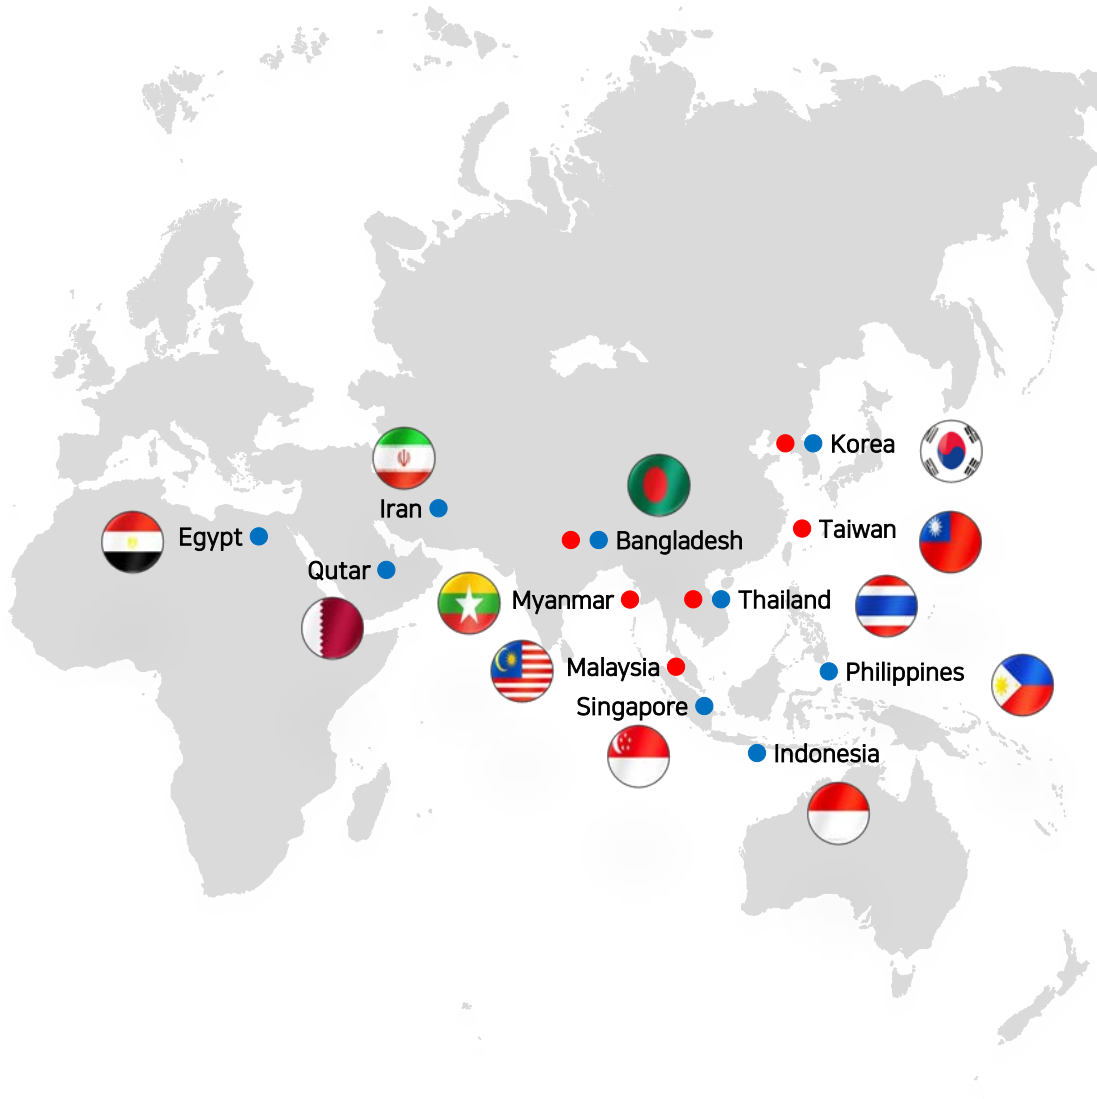 Korea
Iran
Taiwan
Egypt
Bangladesh
Qutar
Myanmar
Thailand
Malaysia
Philippines
Singapore
Indonesia